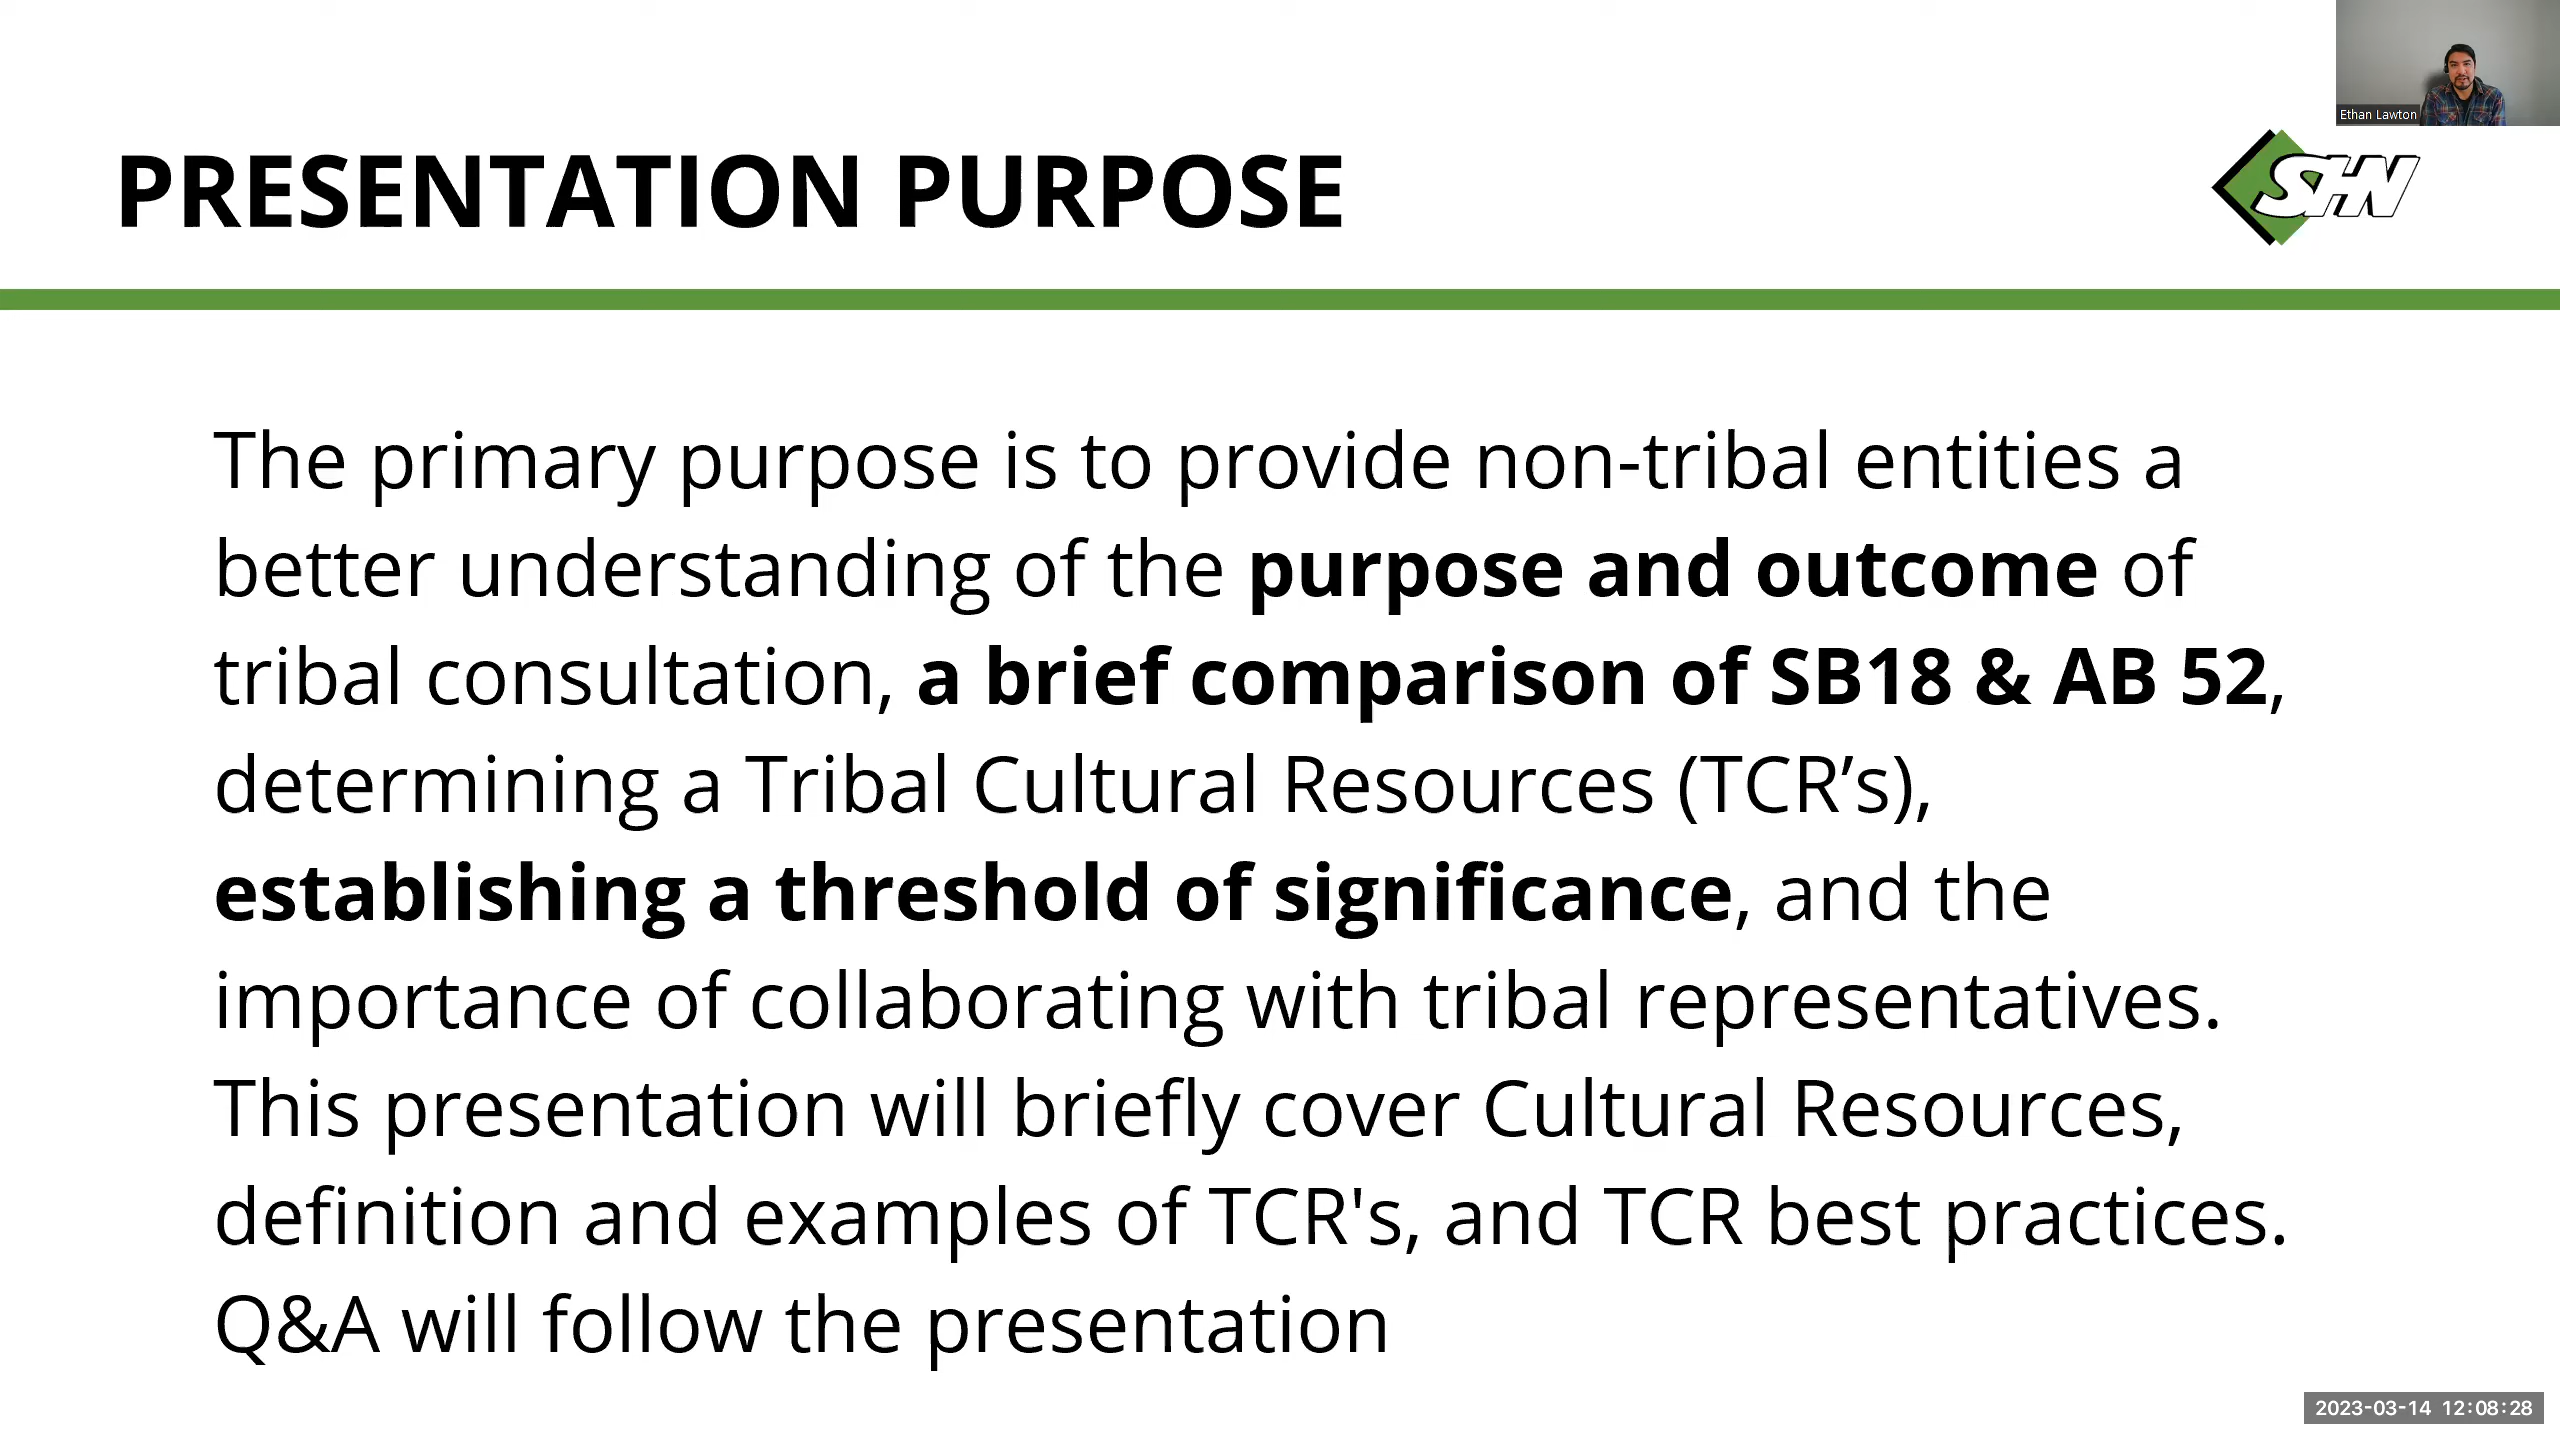 Ethan Lawton
PRESENTATION PURPOSE
SHN
The primary purpose is to provide non-tribal entities a
better understanding of the purpose and outcome of
tribal consultation, a brief comparison of SB18 & AB 52,
determining a Tribal Cultural Resources (TCR’s),
establishing a threshold of significance, and the
importance of collaborating with tribal representatives.
This presentation will briefly cover Cultural Resources,
definition and examples of TCR's, and TCR best practices.
Q&A will follow the presentation
2023-03-14 12:08:28